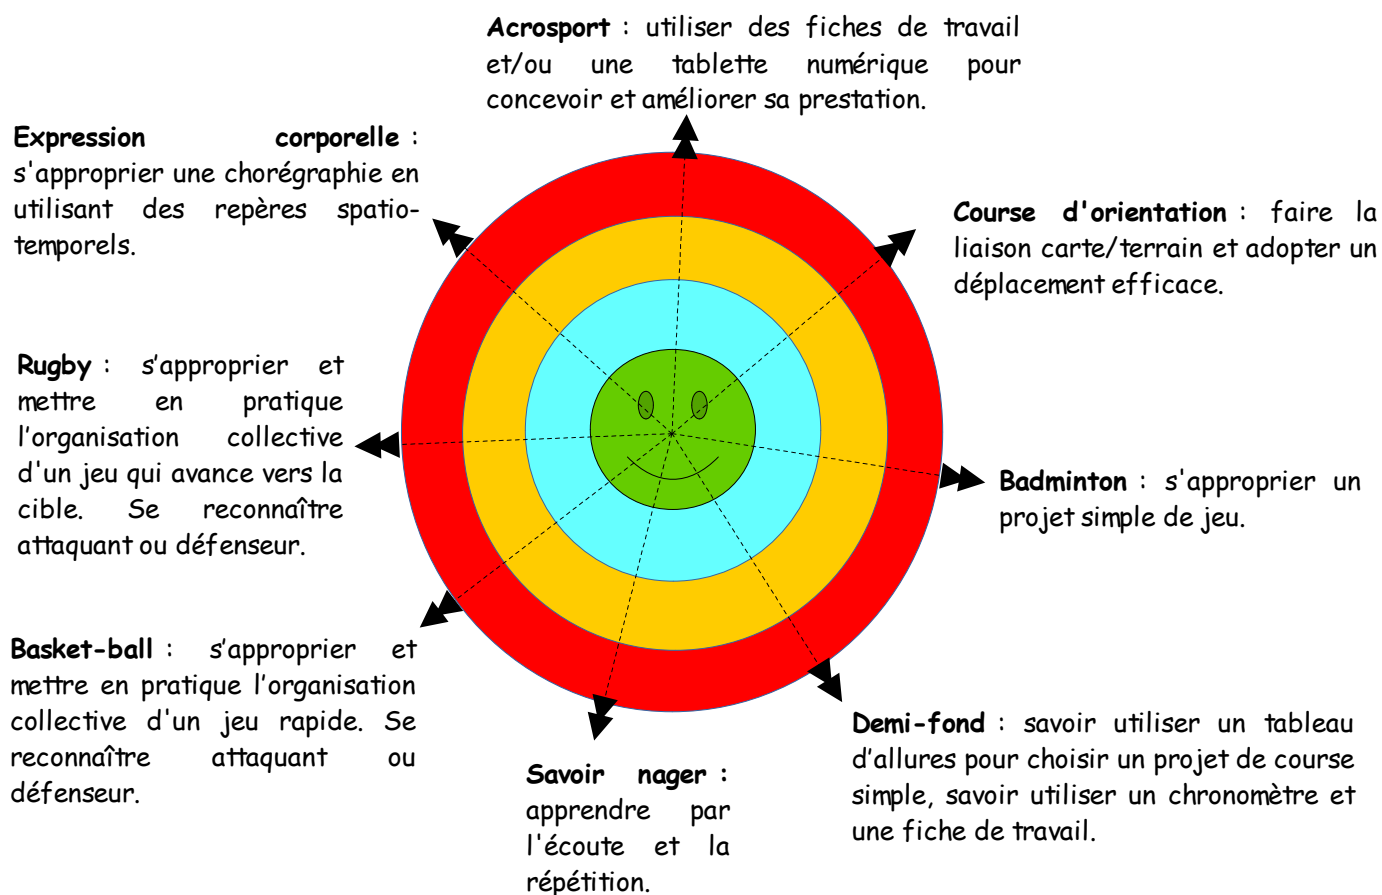 Acrosport : utiliser des fiches de travail
et/ou une tablette numérique pour
concevoir et améliorer sa prestation.
Expression corporelle :
s'approprier une chorégraphie en
utilisant des repères spatio-
temporels.
Course d'orientation : faire la
liaison carte/terrain et adopter un
déplacement efficace.
Rugby : s’approprier et
mettre en pratique
l’organisation collective
d'un jeu qui avance vers la
cible. Se reconnaître
attaquant ou défenseur.
Badminton : s'approprier un
projet simple de jeu.
Basket-ball : s’approprier et
mettre en pratique l’organisation
collective d'un jeu rapide. Se
reconnaître attaquant ou
défenseur.
Demi-fond : savoir utiliser un tableau
d’allures pour choisir un projet de course
simple, savoir utiliser un chronomètre et
une fiche de travail.
Savoir nager :
apprendre par
l'écoute et la
répétition.